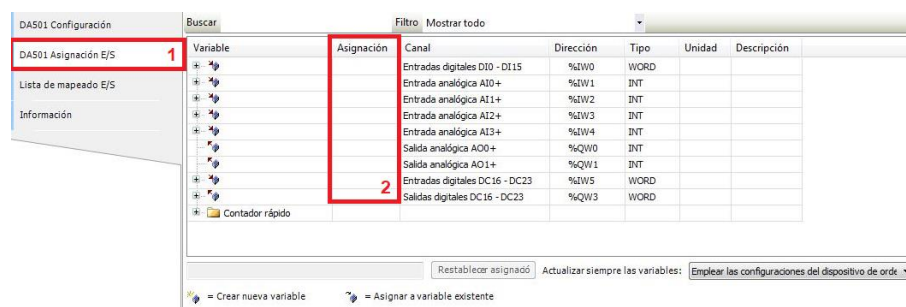 DA501 Configuración
DA501 Asignación E/S 1
Lista de mapeado E/S
Información
Buscar Filtro Mostrar todo
Variable Asignación Canal Dirección Tipo Unidad Descripción
Entradas digitales DI0 - DI15 %IW0 WORD
Entrada analógica AI0+ %IW1 INT
Entrada analógica AI1+ %IW2 INT
Entrada analógica AI2+ %IW3 INT
Entrada analógica AI3+ %IW4 INT
Salida analógica AO0+ %QW0 INT
Salida analógica AO1+ %QW1 INT
Entradas digitales DC16 - DC23 %IW5 WORD
2 Salidas digitales DC16 - DC23 %QW3 WORD
Contador rápido
Restablecer asignació Actualizar siempre las variables: Emplear las configuraciones del dispositivo de orde
= Crear nueva variable = Asignar a variable existente